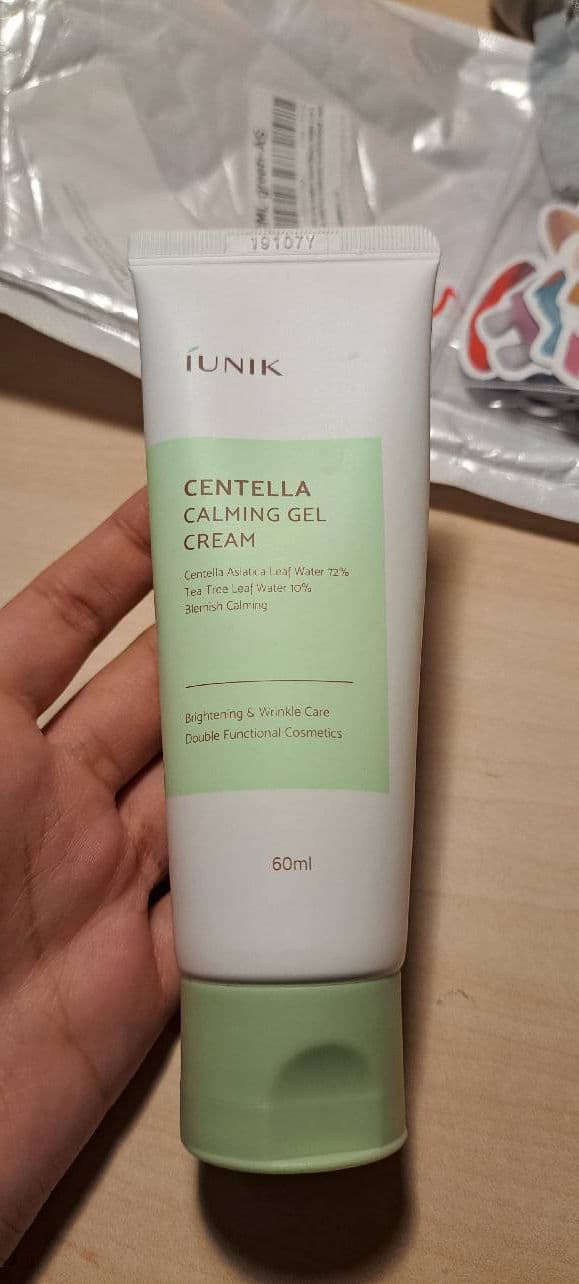 19107Y
iUNIK
CENTELLA
CALMING GEL
CREAM
Centella Asiatica Leaf Water 72%
Tea Tree Leaf Water 10%
Blemish Calming
Brightening & Wrinkle Care
Double Functional Cosmetics
60ml